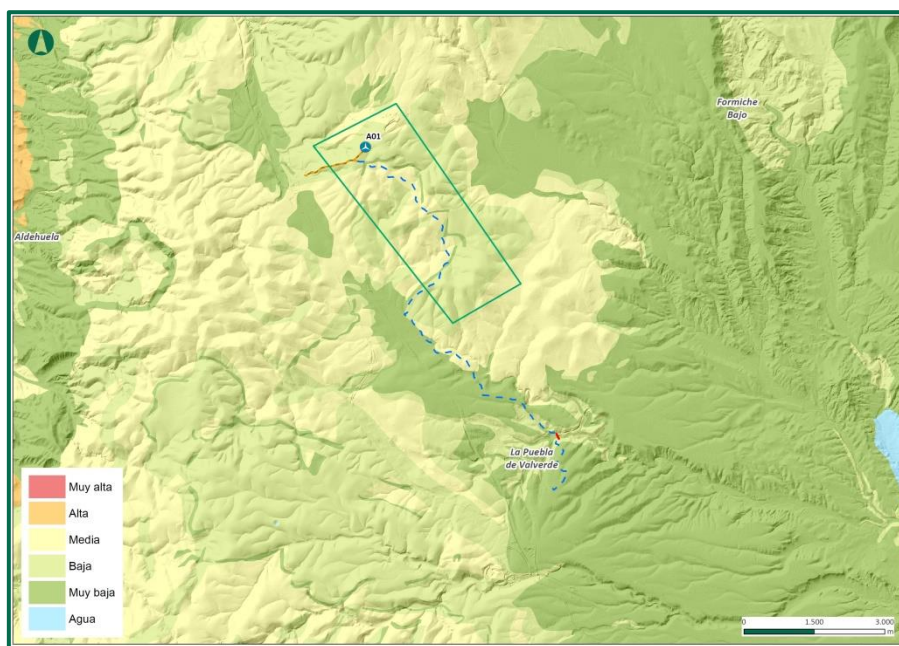 A01
Formiche
Bajo
Aldehuela
La Puebla
de Valverde
Muy alta
Alta
Media
Baja
Muy baja
Agua
0 1.500 3.000
m